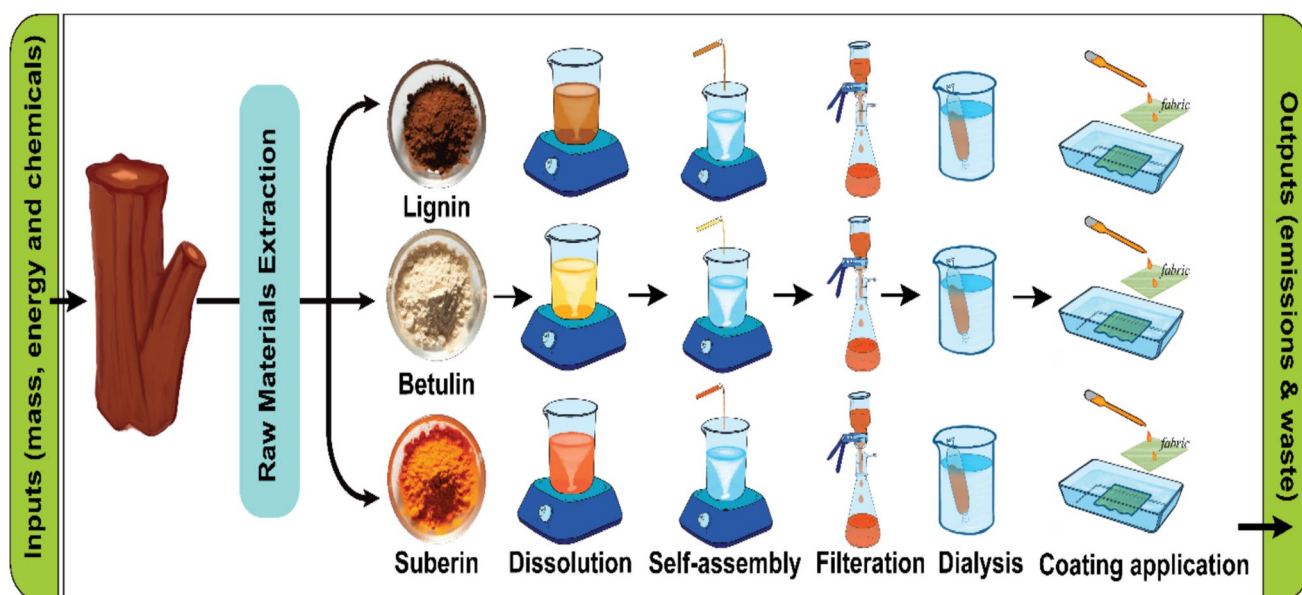 Inputs (mass, energy and chemicals)
Raw Materials Extraction
Lignin
Betulin
Suberin
Dissolution
Self-assembly
Filteration
Dialysis
Coating application
fabric
fabric
fabric
Outputs (emissions & waste)